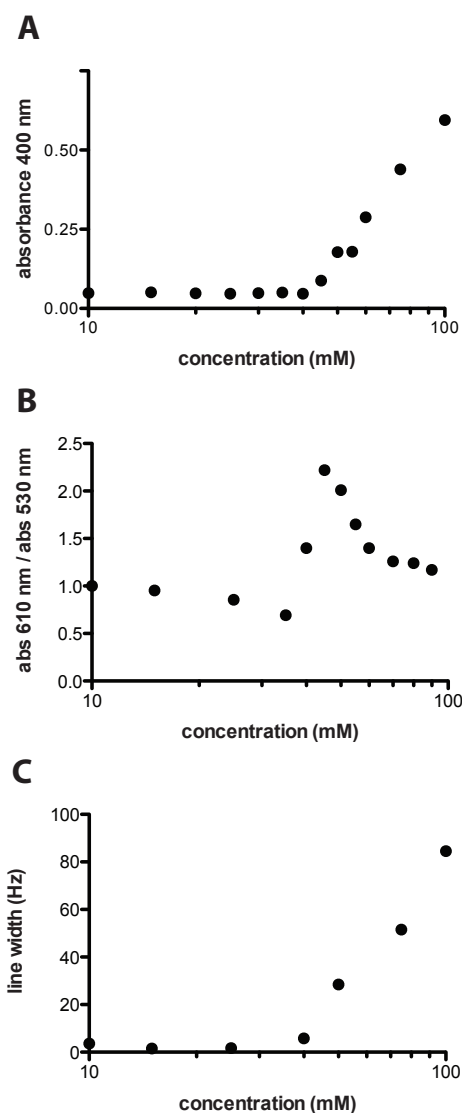 A
absorbance 400 nm
0.50
0.25
0.00
10
100
concentration (mM)
B
abs 610 nm / abs 530 nm
2.5
2.0
1.5
1.0
0.5
0.0
10
100
concentration (mM)
C
line width (Hz)
100
80
60
40
20
0
10
100
concentration (mM)